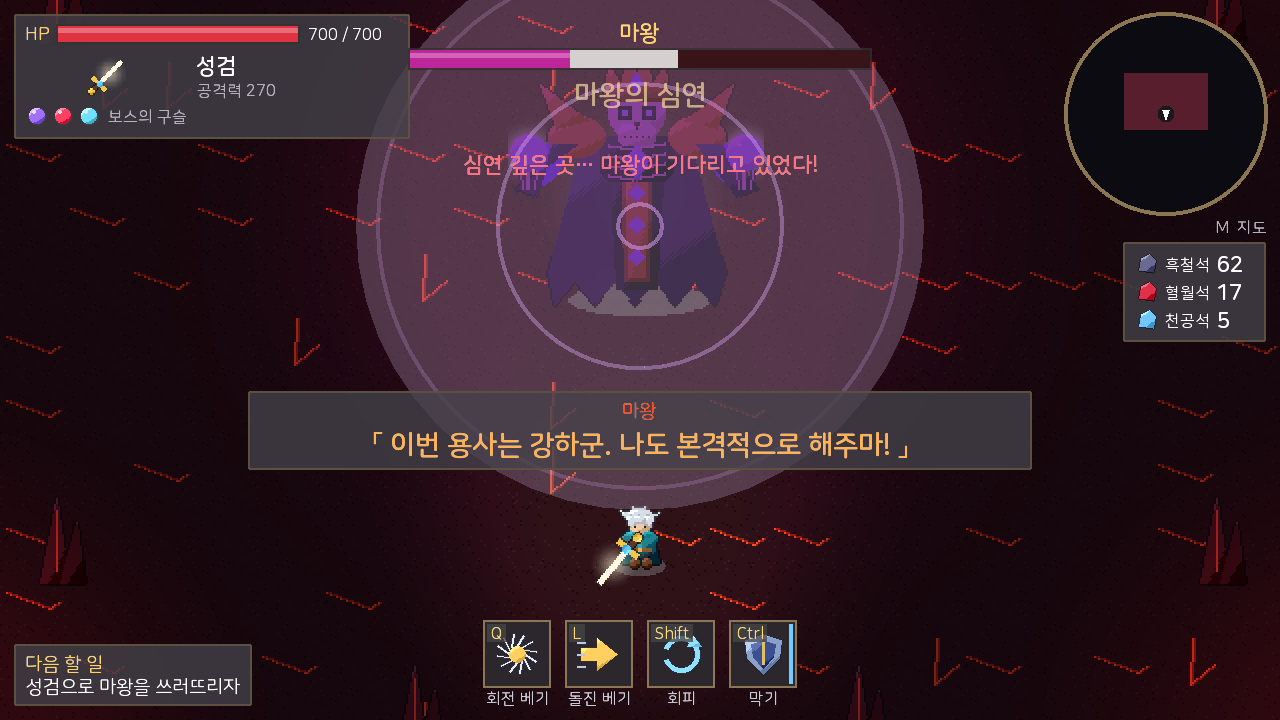 HP 700 / 700
성검
공격력 270
보스의 구슬
마왕
마왕의 심연
심연 깊은 곳… 마왕이 기다리고 있었다!
M 지도
흑철석 62
혈월석 17
천공석 5
마왕
「 이번 용사는 강하군. 나도 본격적으로 해주마! 」
Q L Shift Ctrl
회전 베기 돌진 베기 회피 막기
다음 할 일
성검으로 마왕을 쓰러뜨리자